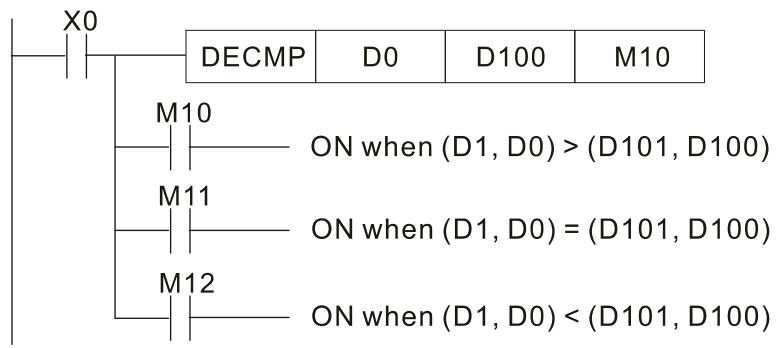 X0
DECMP D0 D100 M10
M10
ON when (D1, D0) > (D101, D100)
M11
ON when (D1, D0) = (D101, D100)
M12
ON when (D1, D0) < (D101, D100)